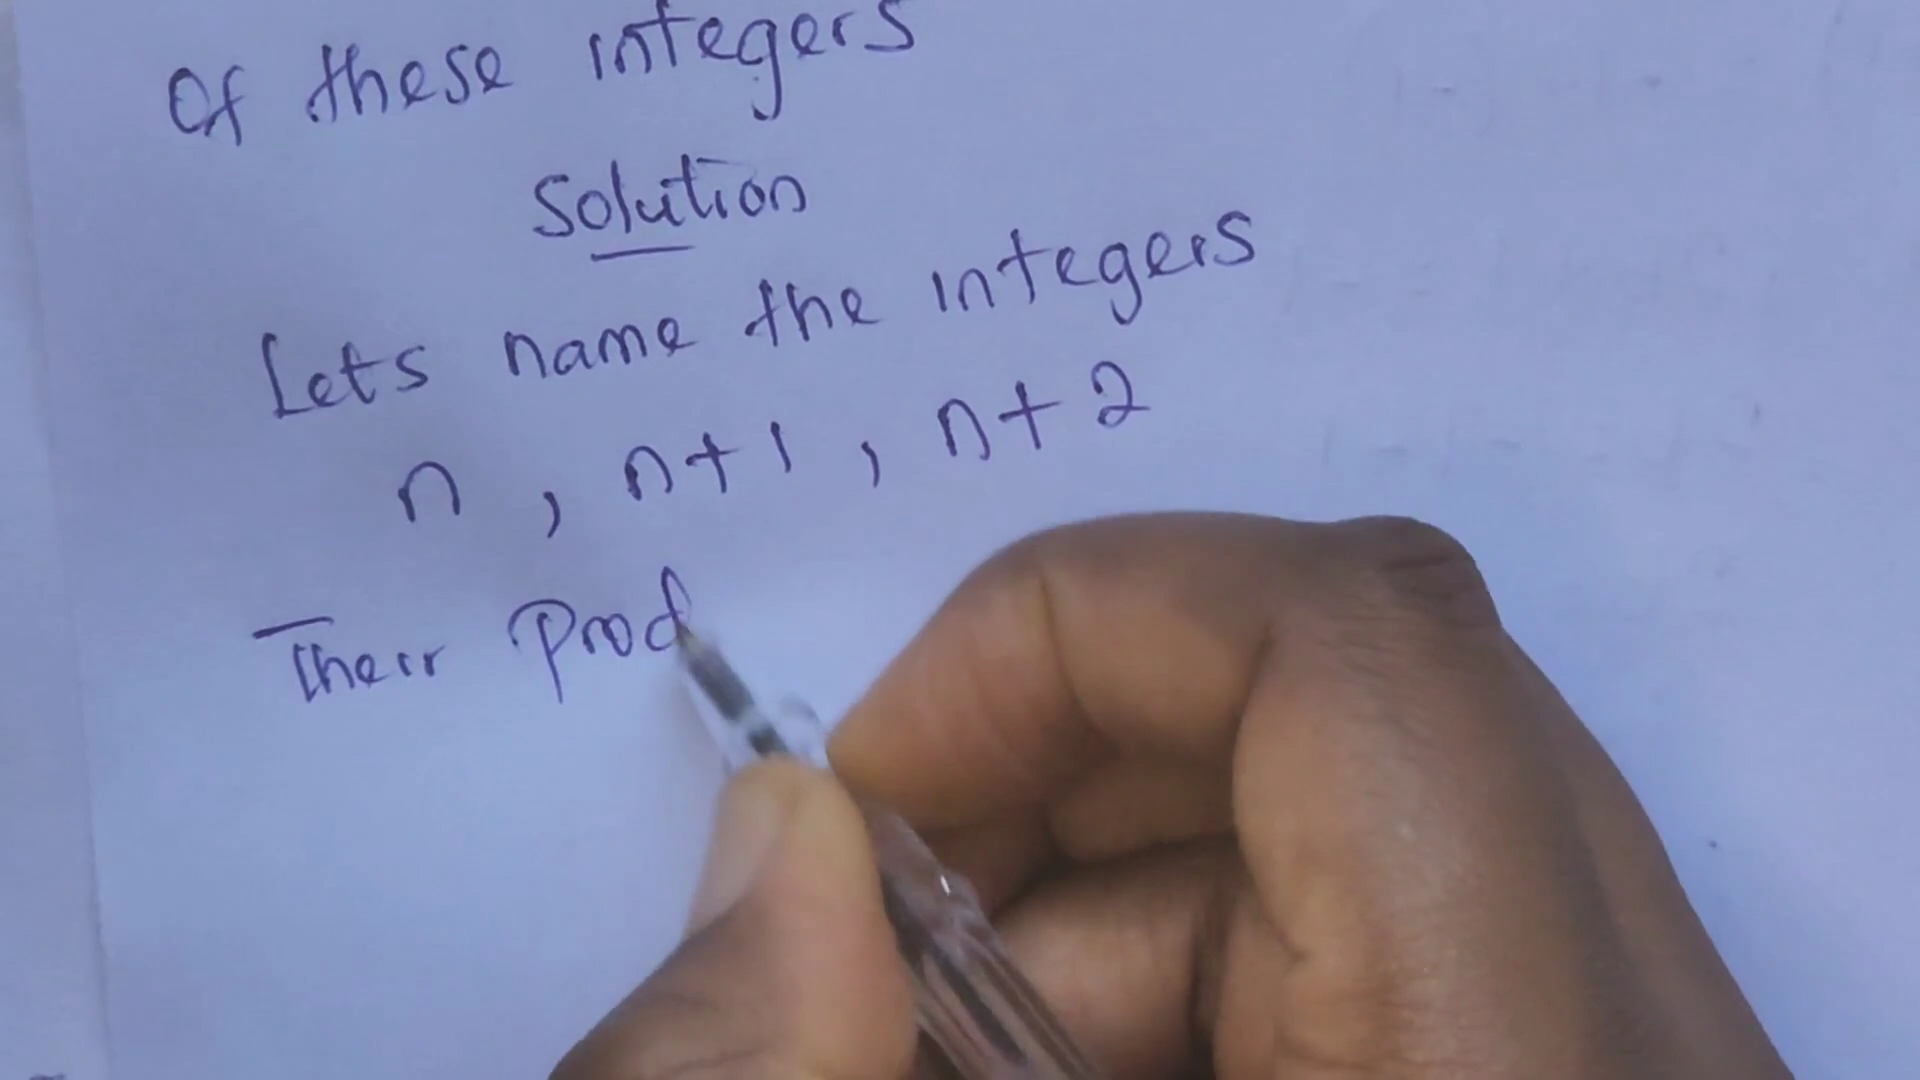 Of these integers
Solution
Lets name the integers
n , n+1 , n+2
Their Prod